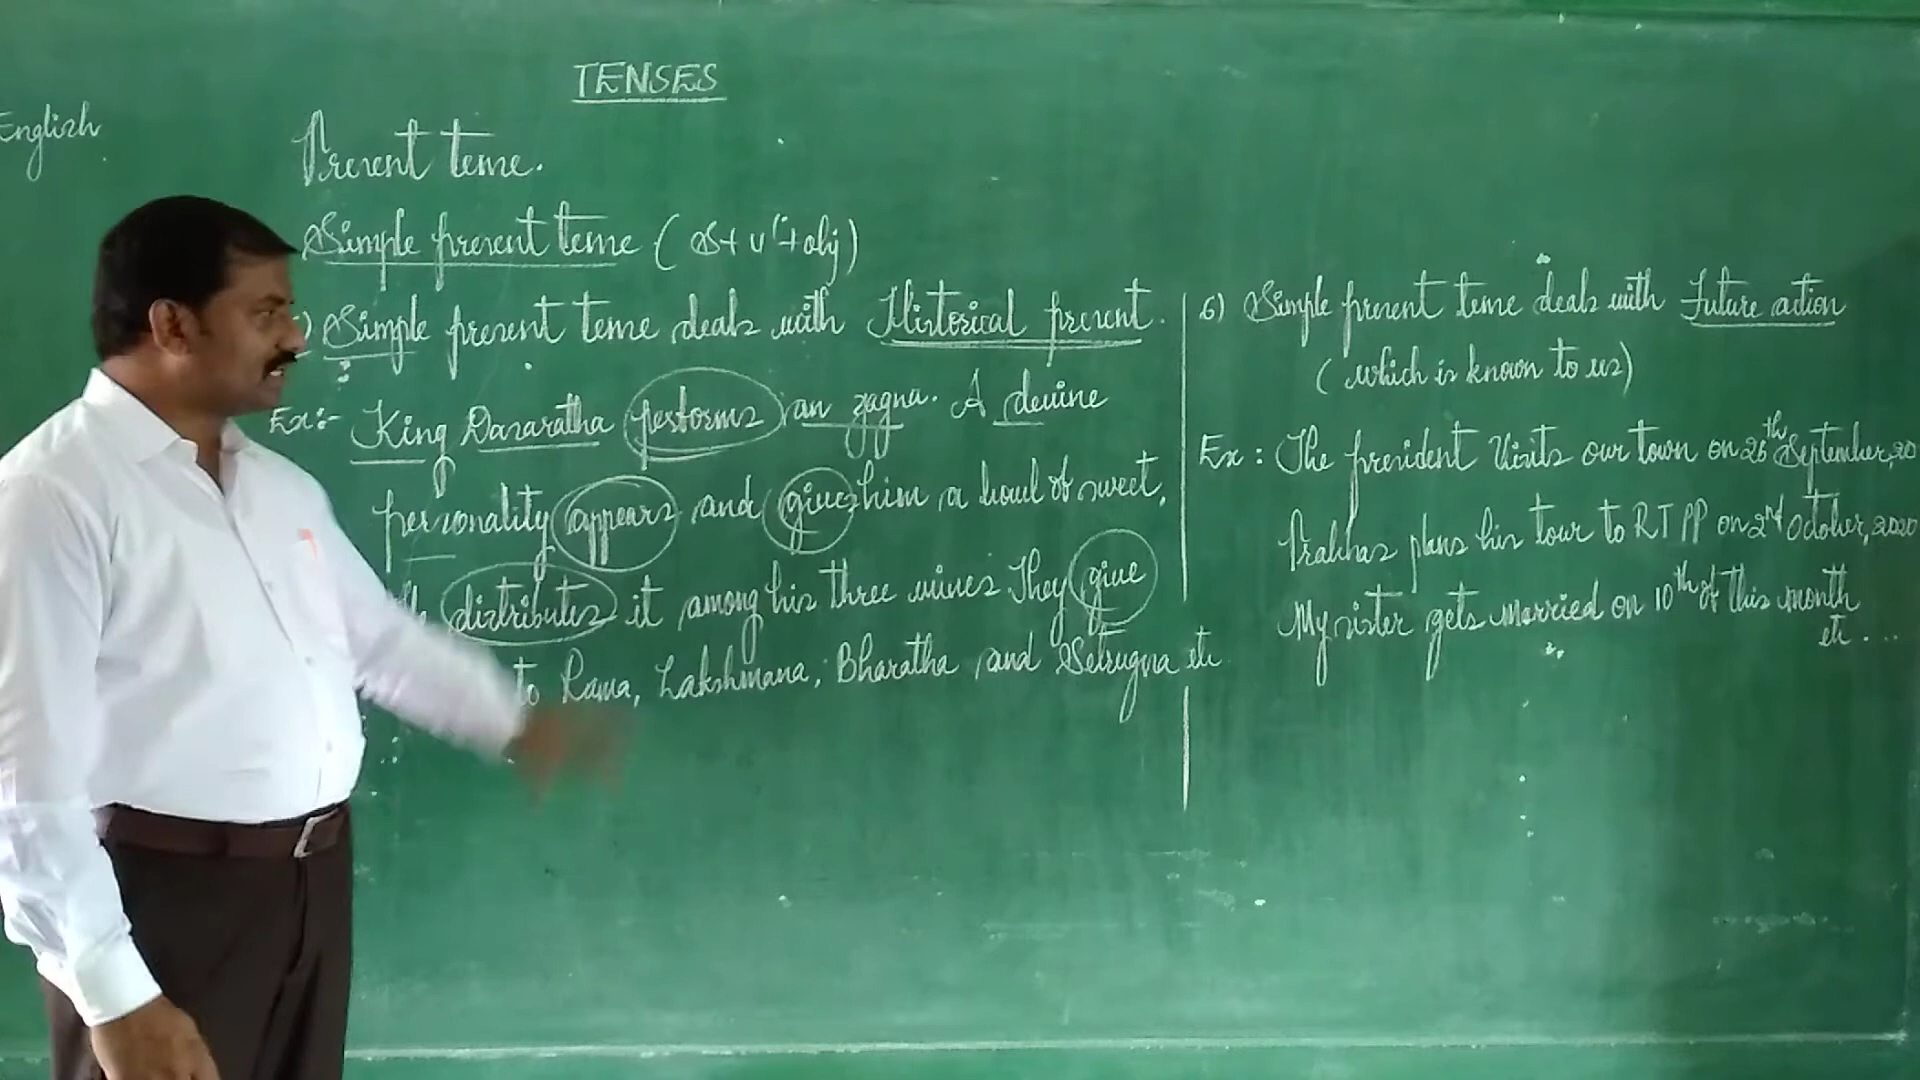 TENSES
English
Present tense.
Simple present tense ( S + v¹ + obj)
) Simple present tense deals with Historical present.
Ex:- King Dasaratha performs an yagna. A devine
personality appears and gives him a bowl of sweet,
distributes it among his three wives They give
to Rama, Lakshmana, Bharatha and Setrugna etc
6) Simple present tense deals with Future action
( which is known to us)
Ex : The president Visits our town on 26th September, 20
Prabhas plans his tour to RTPP on 2nd October, 2020
My sister gets married on 10th of this month
etc ...